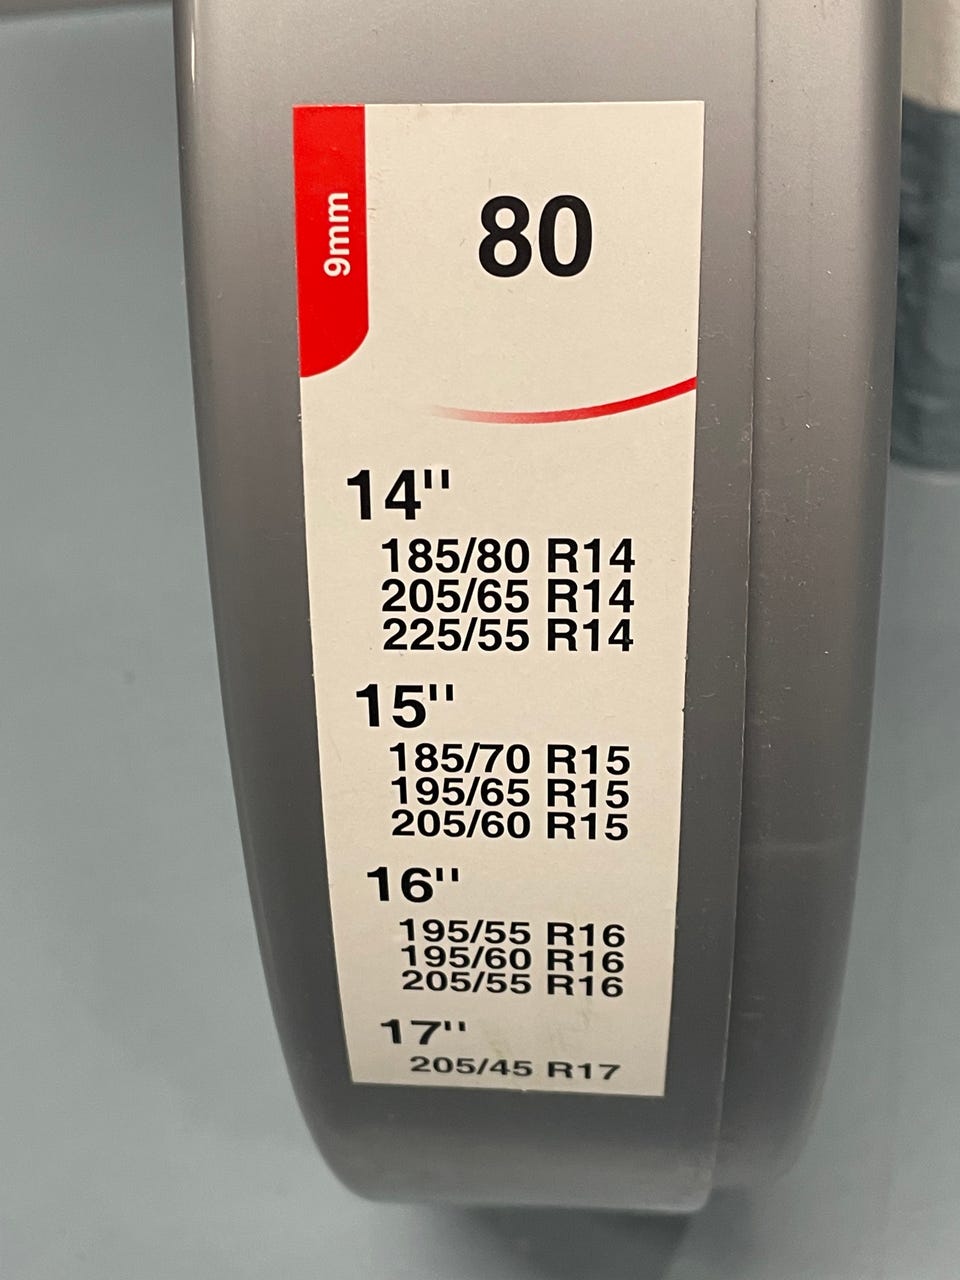 9mm
80
14"
185/80 R14
205/65 R14
225/55 R14
15"
185/70 R15
195/65 R15
205/60 R15
16"
195/55 R16
195/60 R16
205/55 R16
17"
205/45 R17